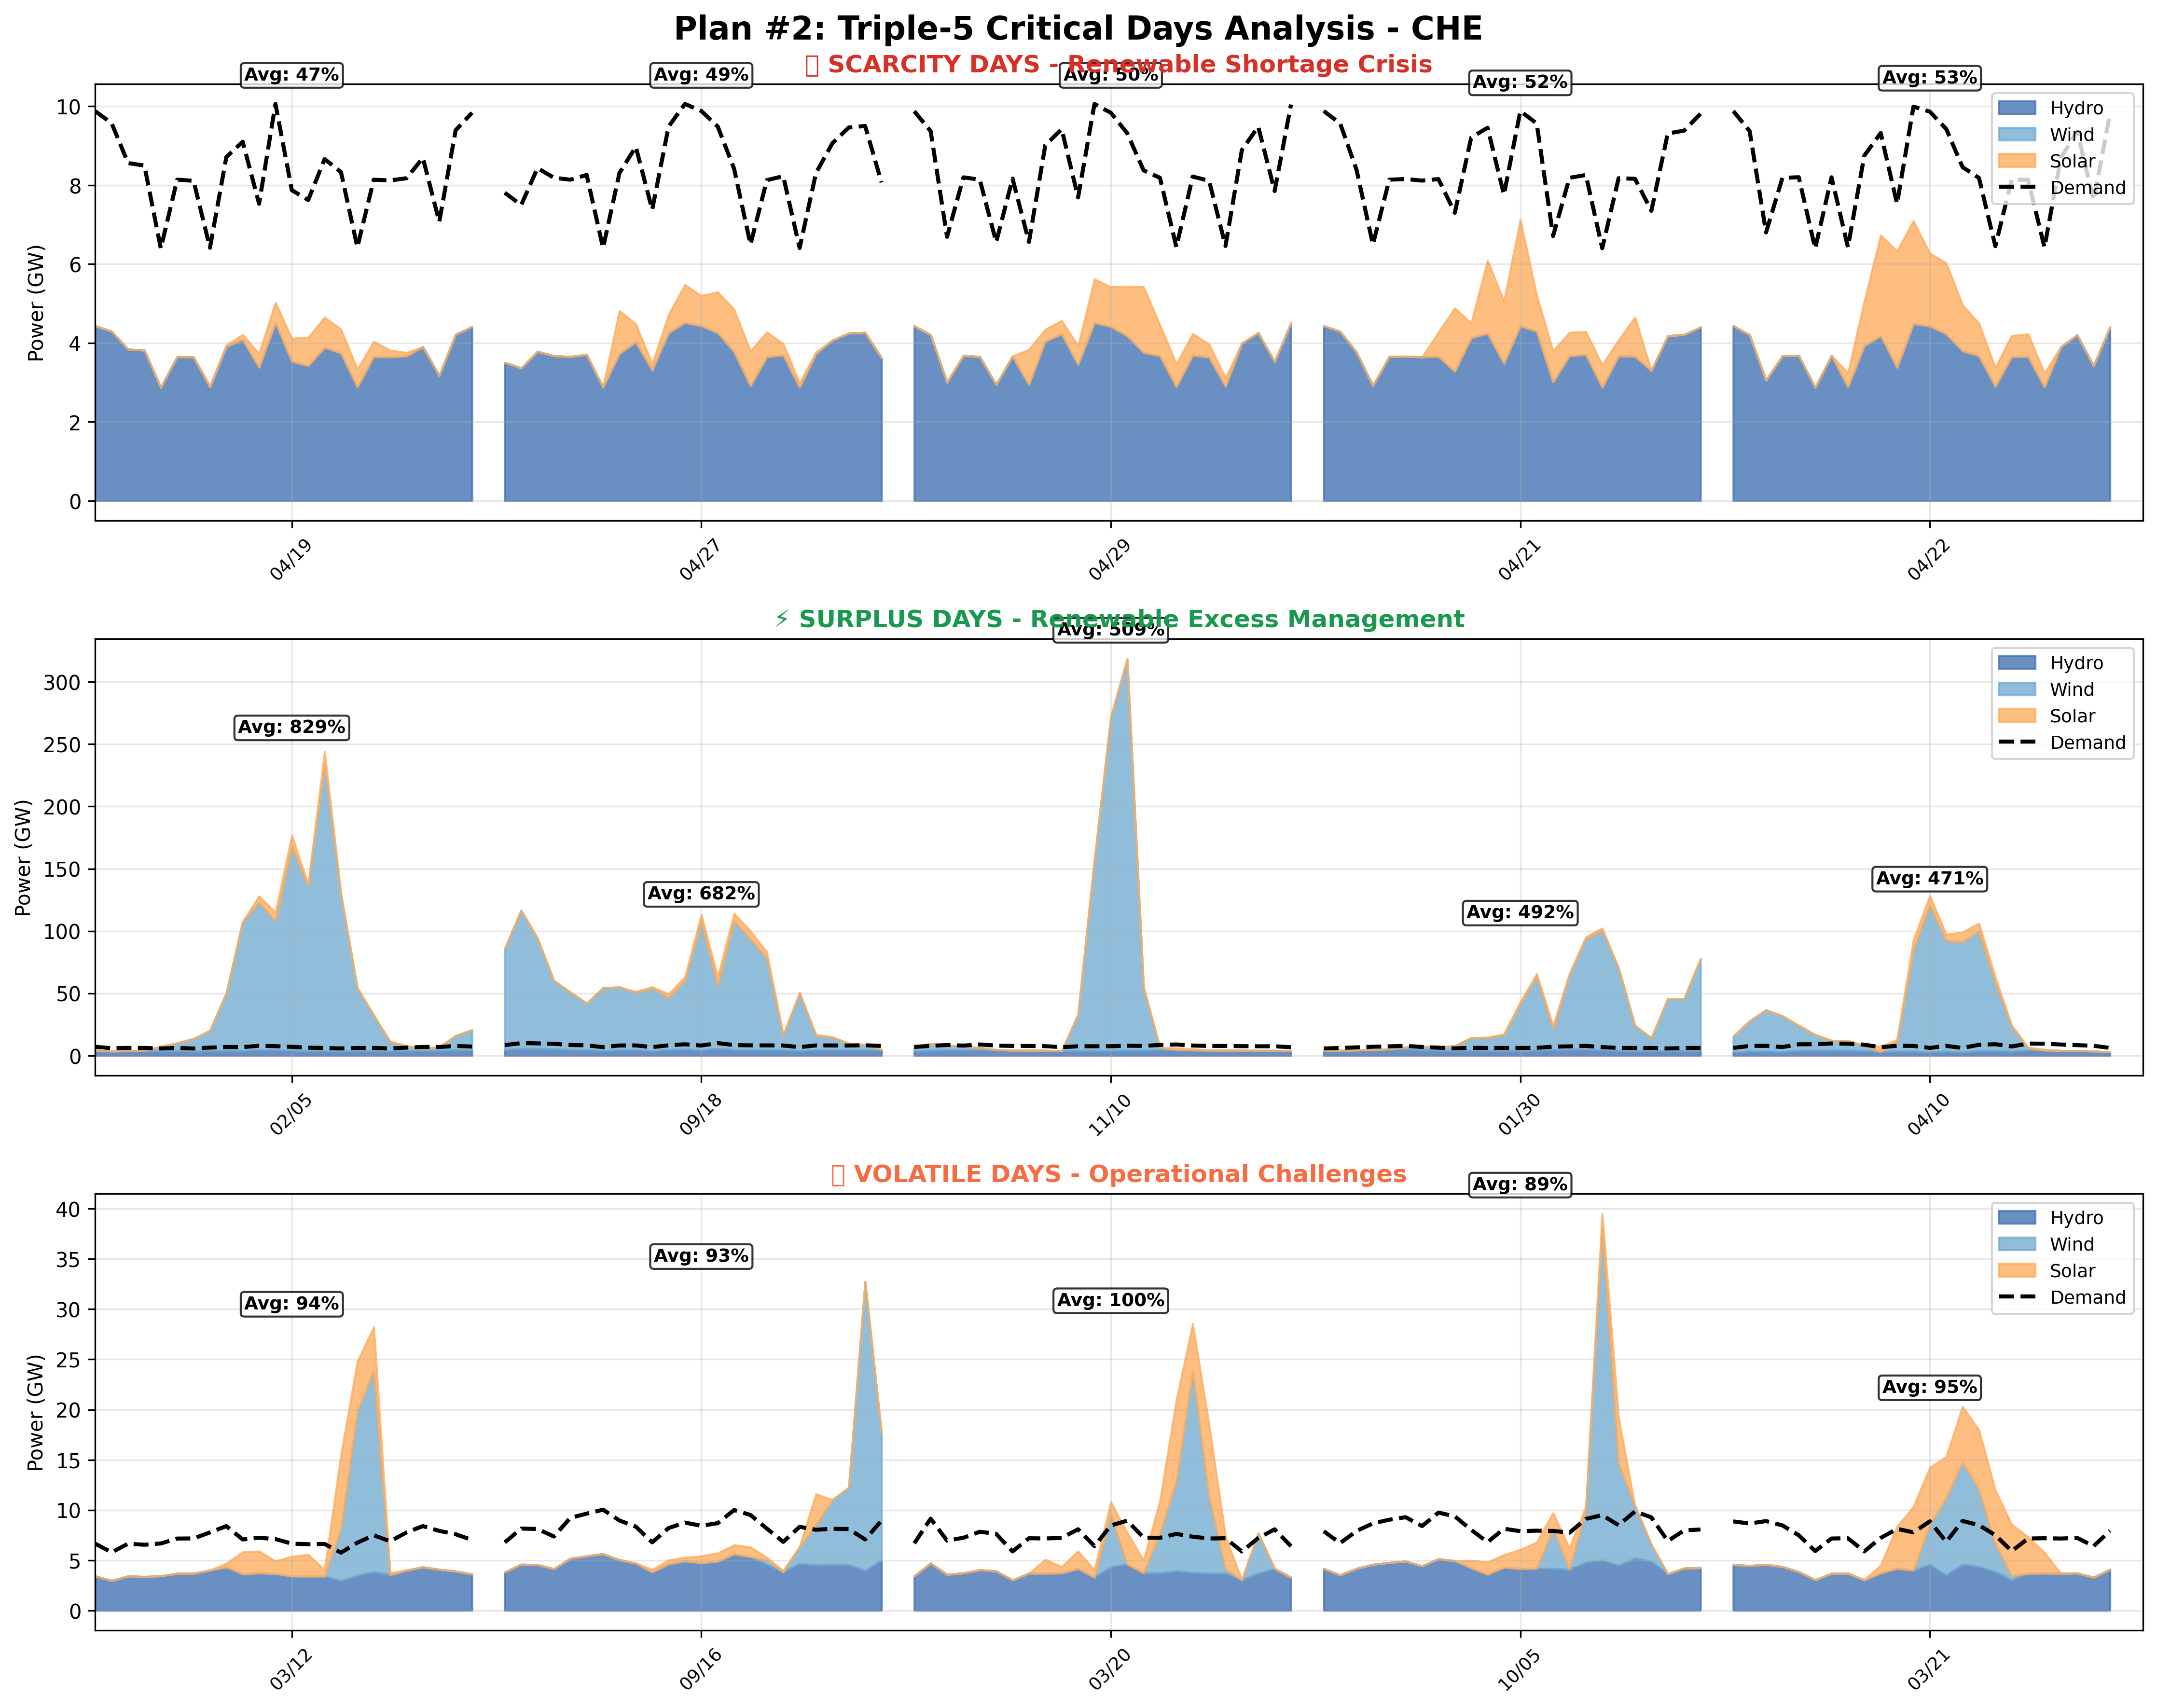 Plan #2: Triple-5 Critical Days Analysis - CHE
SCARCITY DAYS - Renewable Shortage Crisis
Avg: 47%
Avg: 49%
Avg: 50%
Avg: 52%
Avg: 53%
Power (GW)
10
8
6
4
2
0
Hydro
Wind
Solar
Demand
04/19
04/27
04/29
04/21
04/22
⚡ SURPLUS DAYS - Renewable Excess Management
Avg: 829%
Avg: 682%
Avg: 509%
Avg: 492%
Avg: 471%
Power (GW)
300
250
200
150
100
50
0
Hydro
Wind
Solar
Demand
02/05
09/18
11/10
01/30
04/10
VOLATILE DAYS - Operational Challenges
Avg: 94%
Avg: 93%
Avg: 100%
Avg: 89%
Avg: 95%
Power (GW)
40
35
30
25
20
15
10
5
0
Hydro
Wind
Solar
Demand
03/12
09/16
03/20
10/05
03/21